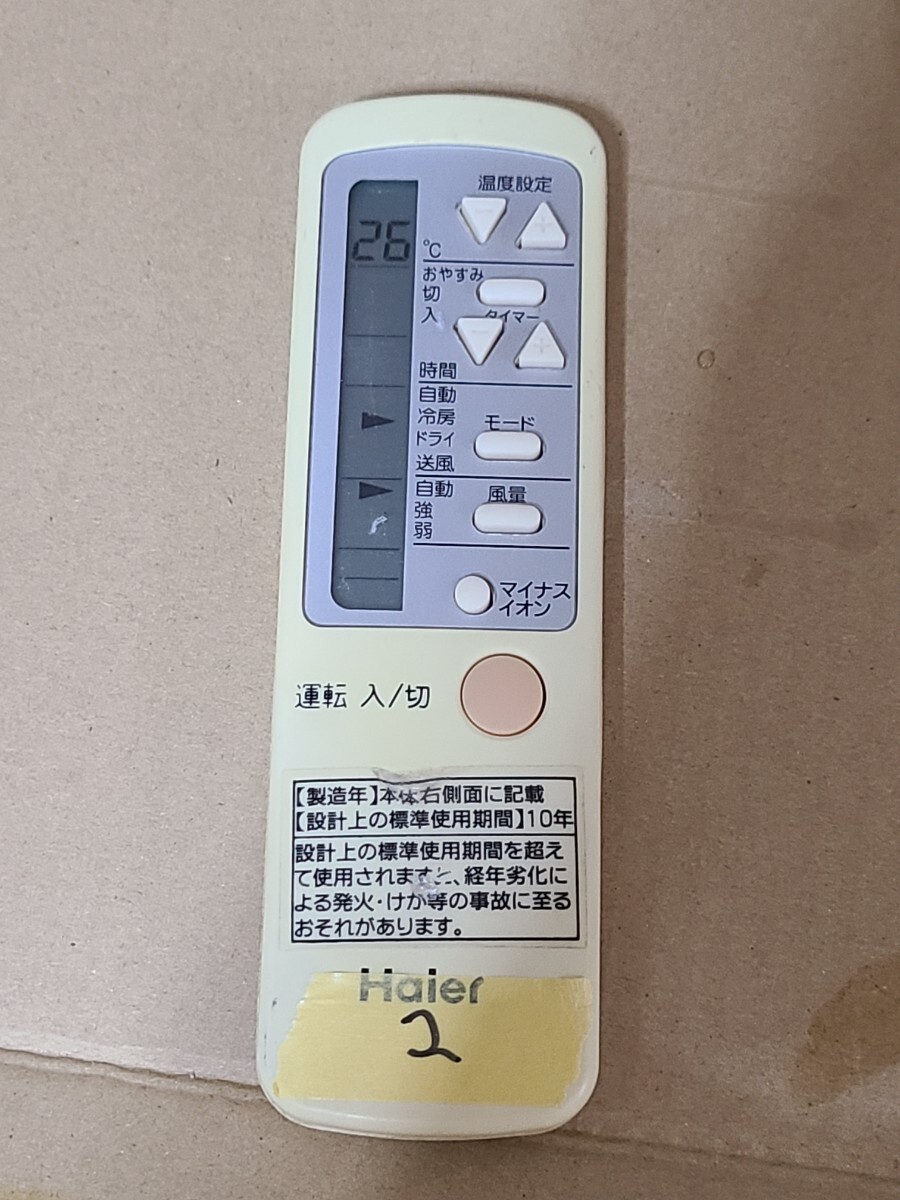 温度設定
26
℃
おやすみ
切
入
タイマー
時間
自動
冷房
モード
ドライ
送風
自動
風量
強
弱
マイナス
イオン
運転 入/切
【製造年】本体右側面に記載
【設計上の標準使用期間】10年
設計上の標準使用期間を超え
て使用されますと、経年劣化に
よる発火・けが等の事故に至る
おそれがあります。
Haier
2